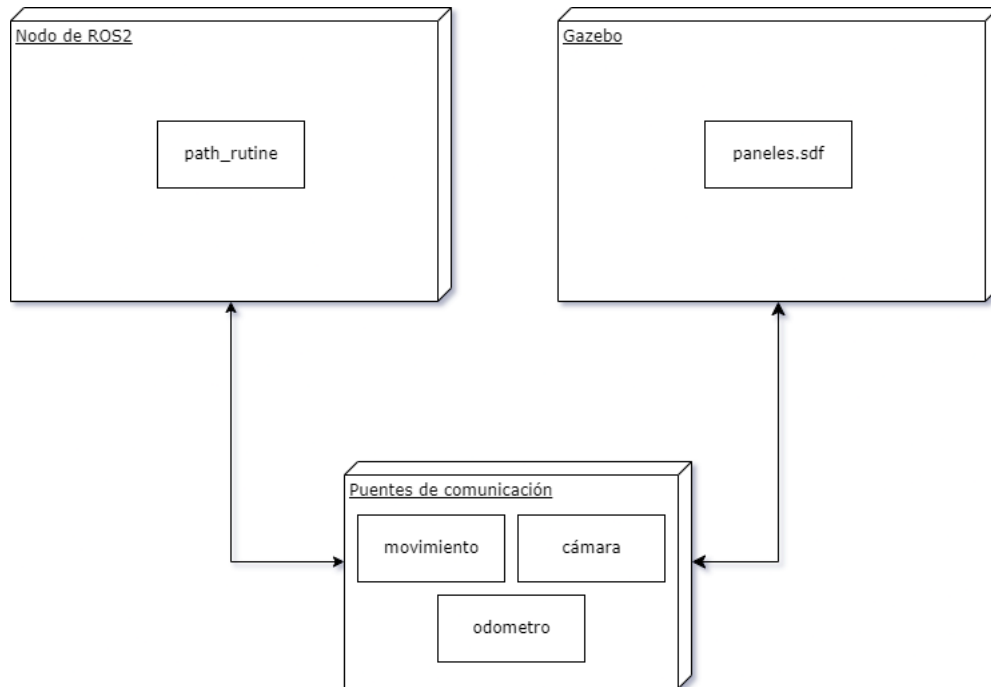 Nodo de ROS2
path_rutine
Gazebo
paneles.sdf
Puentes de comunicación
movimiento
cámara
odometro